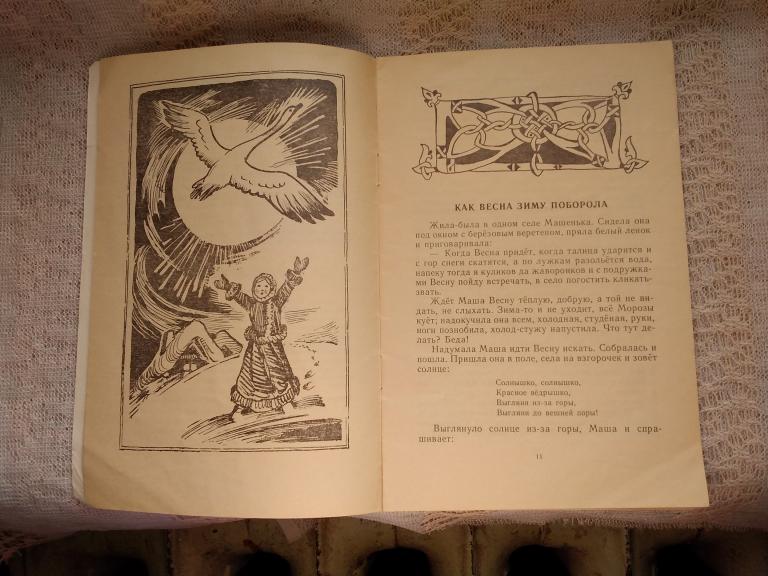 КАК ВЕСНА ЗИМУ ПОБОРОЛА
Жила-была в одном селе Машенька. Сидела она
под окном с берёзовым веретеном, пряла белый ленок
и приговаривала:
— Когда Весна придёт, когда талица ударится и
с гор снеги скатятся, а по лужкам разольётся вода,
напеку тогда я куликов да жаворонков и с подружка-
ми Весну пойду встречать, в село погостить кликать-
звать.
Ждёт Маша Весну тёплую, добрую, а той не ви-
дать, не слыхать. Зима-то и не уходит, всё Морозы
куёт; надокучила она всем, холодная, студёная, руки,
ноги познобила, холод-стужу напустила. Что тут де-
лать? Беда!
Надумала Маша идти Весну искать. Собралась и
пошла. Пришла она в поле, села на взгорочек и зовёт
солнце:
Солнышко, солнышко,
Красное вёдрышко,
Выгляни из-за горы,
Выгляни до вешней поры!
Выглянуло солнце из-за горы, Маша и спра-
шивает:
11